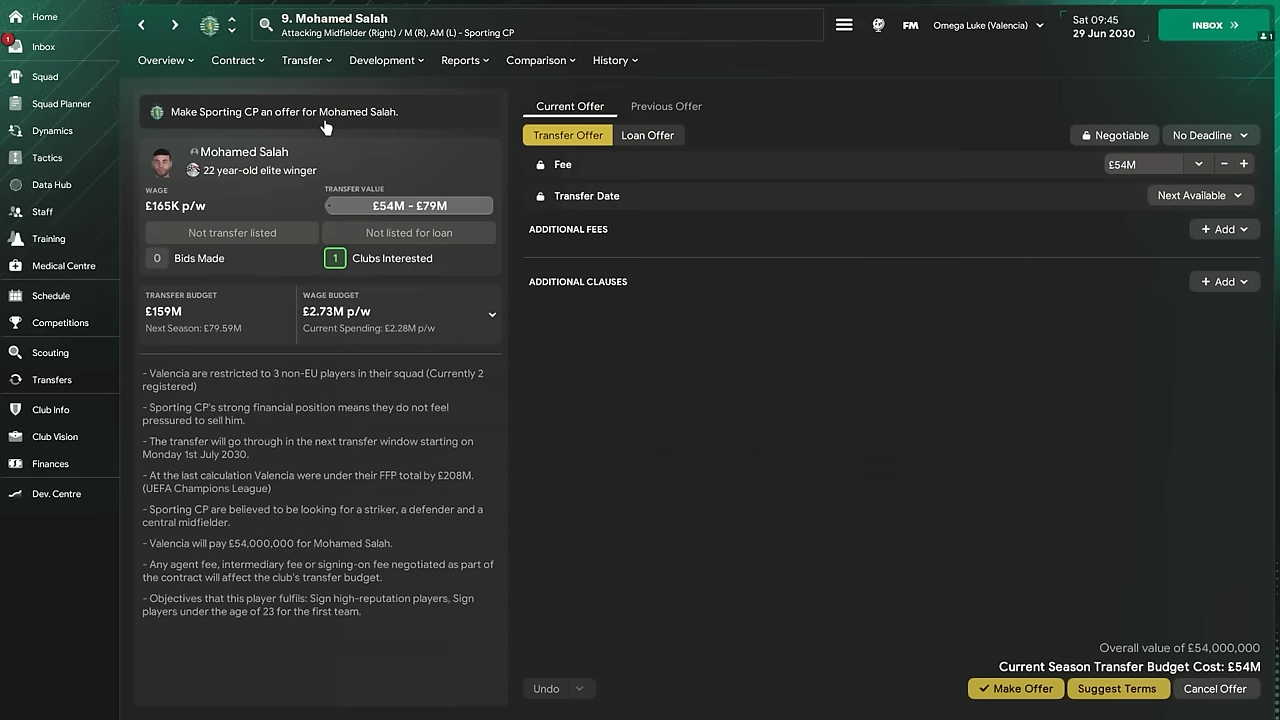 Home
1
Inbox
Squad
Squad Planner
Dynamics
Tactics
Data Hub
Staff
Training
Medical Centre
Schedule
Competitions
Scouting
Transfers
Club Info
Club Vision
Finances
Dev. Centre
9. Mohamed Salah
Attacking Midfielder (Right) / M (R), AM (L) - Sporting CP
FM
Omega Luke (Valencia)
Sat 09:45
29 Jun 2030
INBOX
1
Overview
Contract
Transfer
Development
Reports
Comparison
History
Make Sporting CP an offer for Mohamed Salah.
Mohamed Salah
22 year-old elite winger
WAGE
£165K p/w
TRANSFER VALUE
£54M - £79M
Not transfer listed
Not listed for loan
0 Bids Made
1 Clubs Interested
TRANSFER BUDGET
£159M
Next Season: £79.59M
WAGE BUDGET
£2.73M p/w
Current Spending: £2.28M p/w
- Valencia are restricted to 3 non-EU players in their squad (Currently 2
registered)
- Sporting CP's strong financial position means they do not feel
pressured to sell him.
- The transfer will go through in the next transfer window starting on
Monday 1st July 2030.
- At the last calculation Valencia were under their FFP total by £208M.
(UEFA Champions League)
- Sporting CP are believed to be looking for a striker, a defender and a
central midfielder.
- Valencia will pay £54,000,000 for Mohamed Salah.
- Any agent fee, intermediary fee or signing-on fee negotiated as part of
the contract will affect the club's transfer budget.
- Objectives that this player fulfils: Sign high-reputation players, Sign
players under the age of 23 for the first team.
Current Offer
Previous Offer
Transfer Offer
Loan Offer
Negotiable
No Deadline
Fee
£54M
Transfer Date
Next Available
ADDITIONAL FEES
+ Add
ADDITIONAL CLAUSES
+ Add
Overall value of £54,000,000
Current Season Transfer Budget Cost: £54M
Undo
Make Offer
Suggest Terms
Cancel Offer